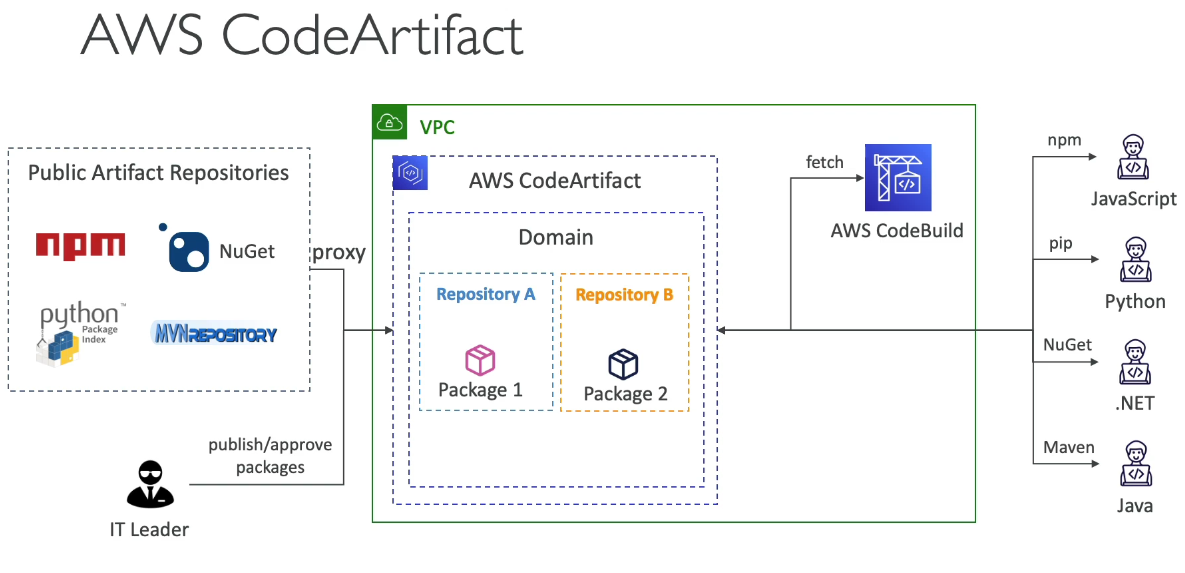 AWS CodeArtifact
Public Artifact Repositories
npm
NuGet
python™
Package
Index
MVNREPOSITORY
proxy
publish/approve
packages
IT Leader
VPC
AWS CodeArtifact
Domain
Repository A
Package 1
Repository B
Package 2
fetch
AWS CodeBuild
npm
JavaScript
pip
Python
NuGet
.NET
Maven
Java